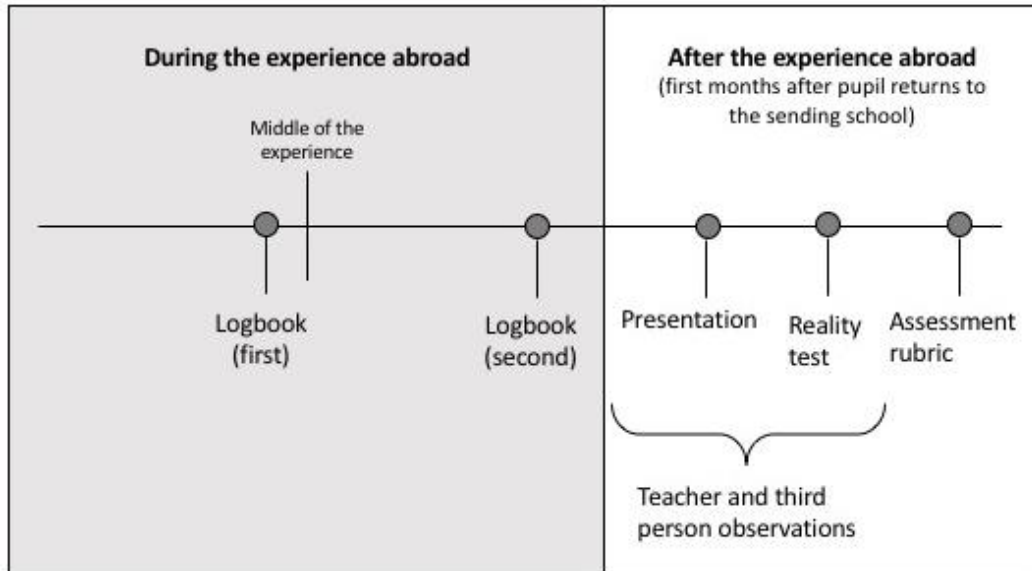 During the experience abroad
Middle of the
experience
Logbook
(first)
Logbook
(second)
After the experience abroad
(first months after pupil returns to
the sending school)
Presentation
Reality
test
Assessment
rubric
Teacher and third
person observations